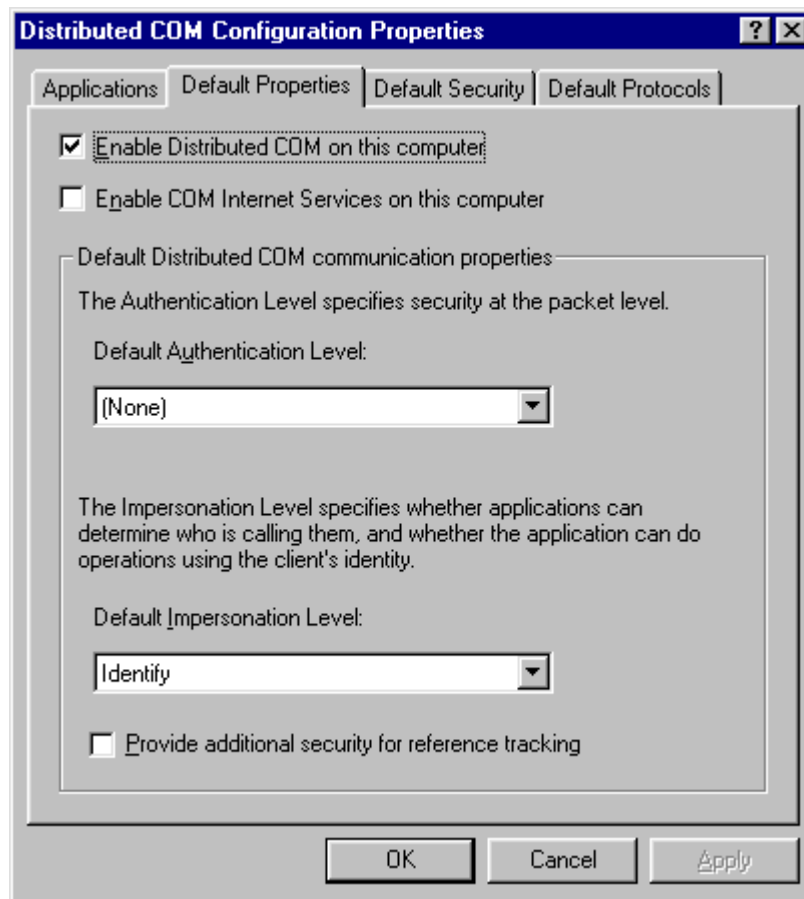 Distributed COM Configuration Properties
Applications
Default Properties
Default Security
Default Protocols
Enable Distributed COM on this computer
Enable COM Internet Services on this computer
Default Distributed COM communication properties
The Authentication Level specifies security at the packet level.
Default Authentication Level:
(None)
The Impersonation Level specifies whether applications can
determine who is calling them, and whether the application can do
operations using the client's identity.
Default Impersonation Level:
Identify
Provide additional security for reference tracking
OK
Cancel
Apply